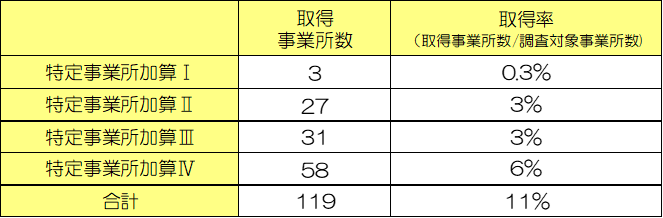 取得
事業所数
取得率
(取得事業所数/調査対象事業所数)
特定事業所加算Ⅰ 3 0.3%
特定事業所加算Ⅱ 27 3%
特定事業所加算Ⅲ 31 3%
特定事業所加算Ⅳ 58 6%
合計 119 11%